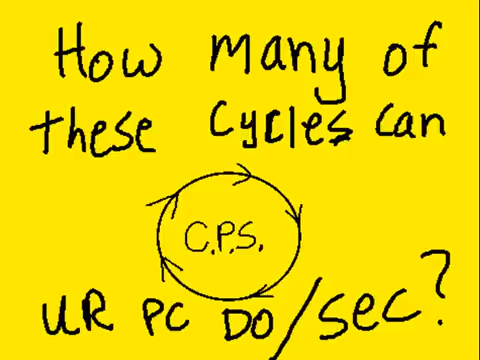 How many of
these cycles can
C.P.S.
UR PC DO/sec?